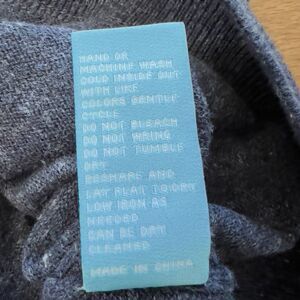 HAND OR
MACHINE WASH
COLD INSIDE OUT
WITH LIKE
COLORS GENTLE
CYCLE
DO NOT BLEACH
DO NOT WRING
DO NOT TUMBLE
DRY
RESHAPE AND
LAY FLAT TO DRY
LOW IRON AS
NEEDED
CAN BE DRY
CLEANED
MADE IN CHINA